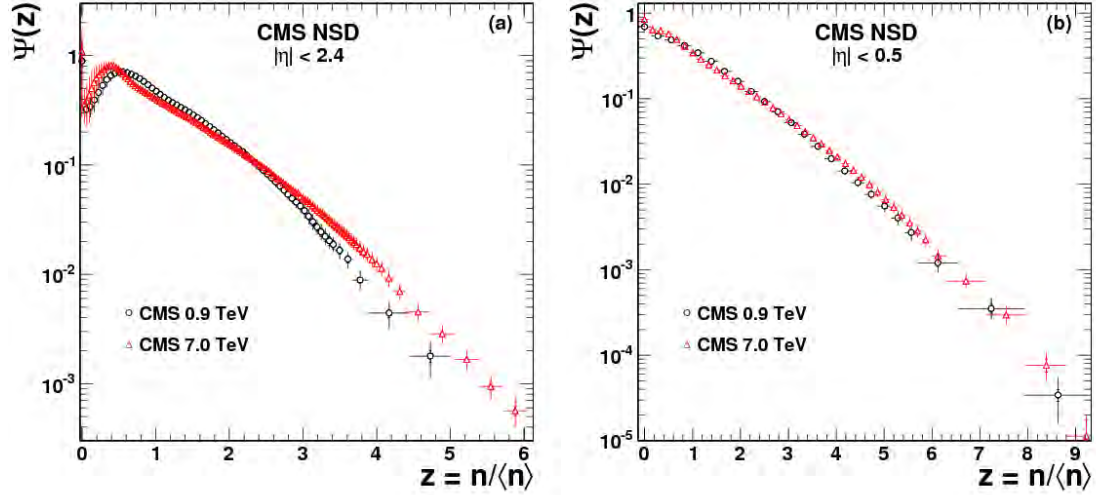 (a)
CMS NSD
|η| < 2.4
Ψ(z)
1
10⁻¹
10⁻²
10⁻³
CMS 0.9 TeV
CMS 7.0 TeV
0 1 2 3 4 5 6
z = n/⟨n⟩
(b)
CMS NSD
|η| < 0.5
Ψ(z)
1
10⁻¹
10⁻²
10⁻³
10⁻⁴
10⁻⁵
CMS 0.9 TeV
CMS 7.0 TeV
0 1 2 3 4 5 6 7 8 9
z = n/⟨n⟩